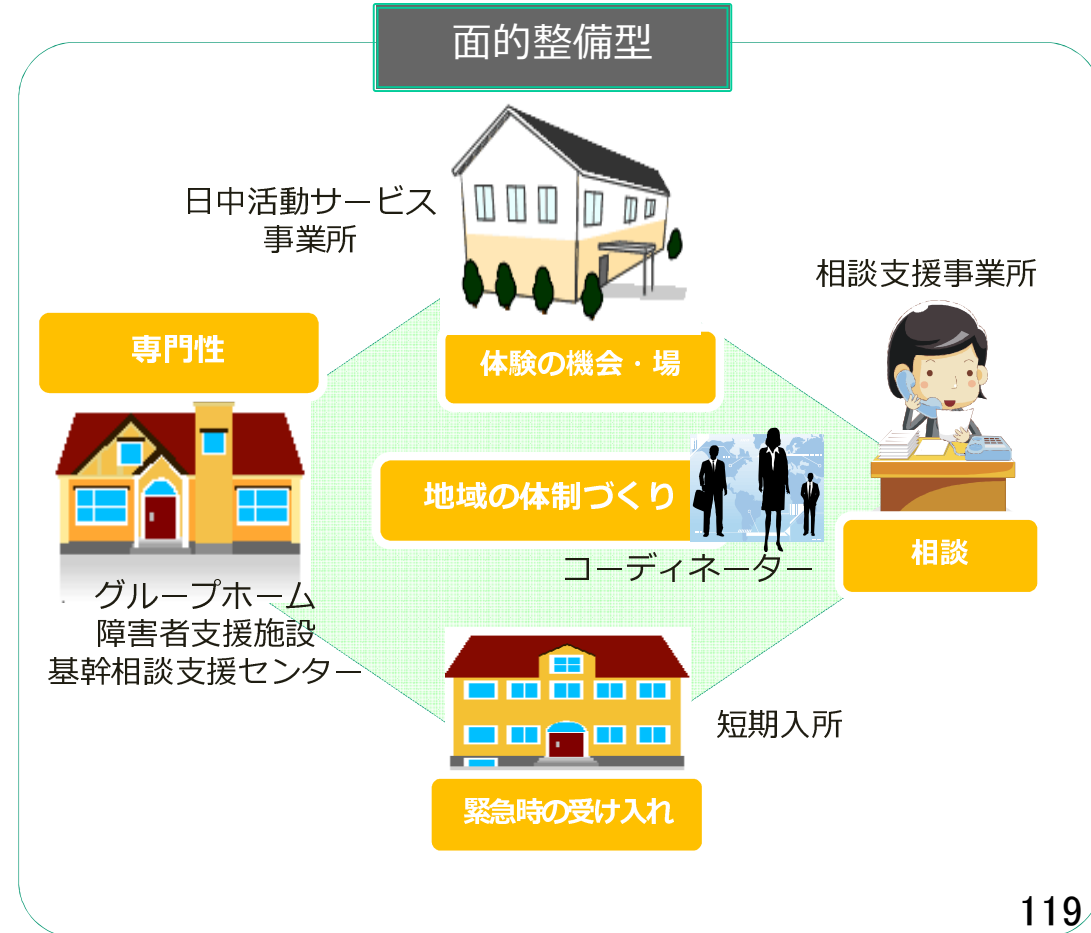 面的整備型
日中活動サービス
事業所
相談支援事業所
専門性
体験の機会・場
地域の体制づくり
コーディネーター
相談
グループホーム
障害者支援施設
基幹相談支援センター
短期入所
緊急時の受け入れ
119